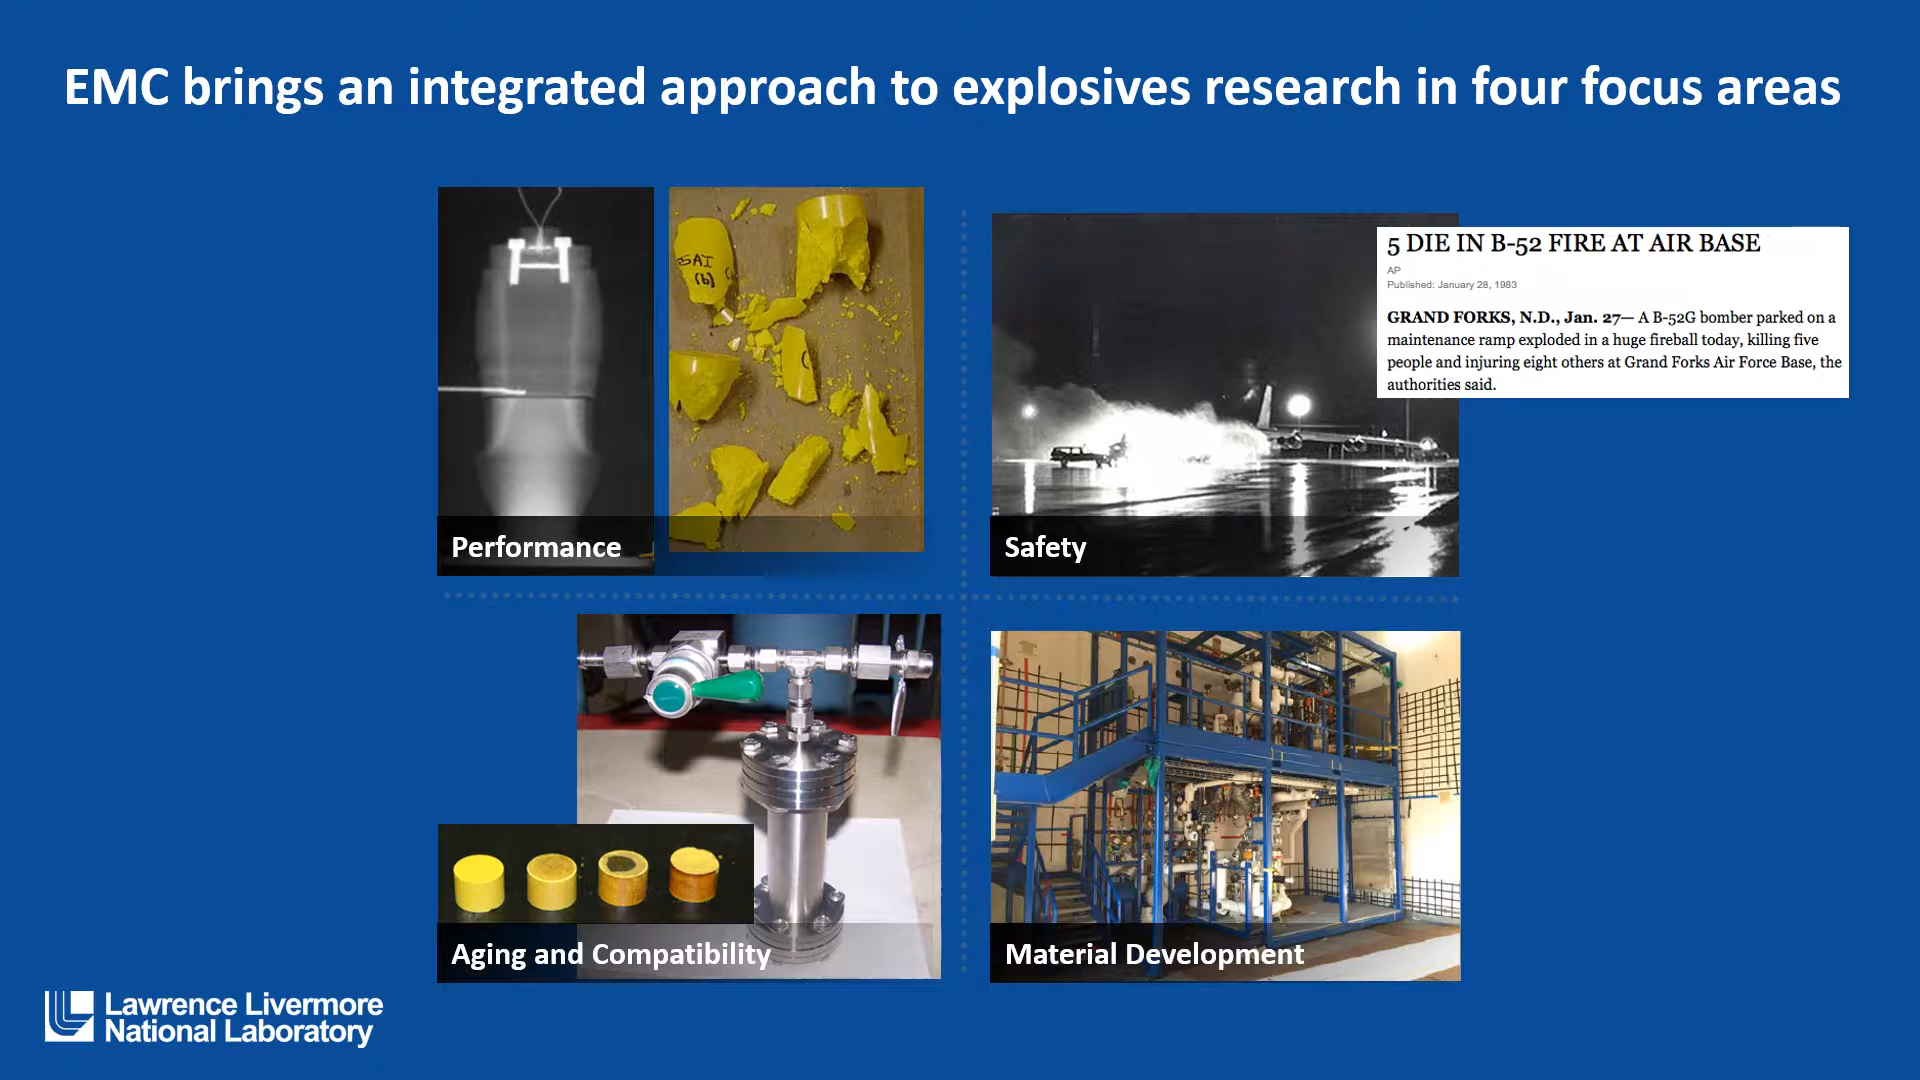 EMC brings an integrated approach to explosives research in four focus areas
SAI
(b)
Performance
5 DIE IN B-52 FIRE AT AIR BASE
AP
Published: January 28, 1983
GRAND FORKS, N.D., Jan. 27— A B-52G bomber parked on a
maintenance ramp exploded in a huge fireball today, killing five
people and injuring eight others at Grand Forks Air Force Base, the
authorities said.
Safety
Aging and Compatibility
Material Development
Lawrence Livermore
National Laboratory